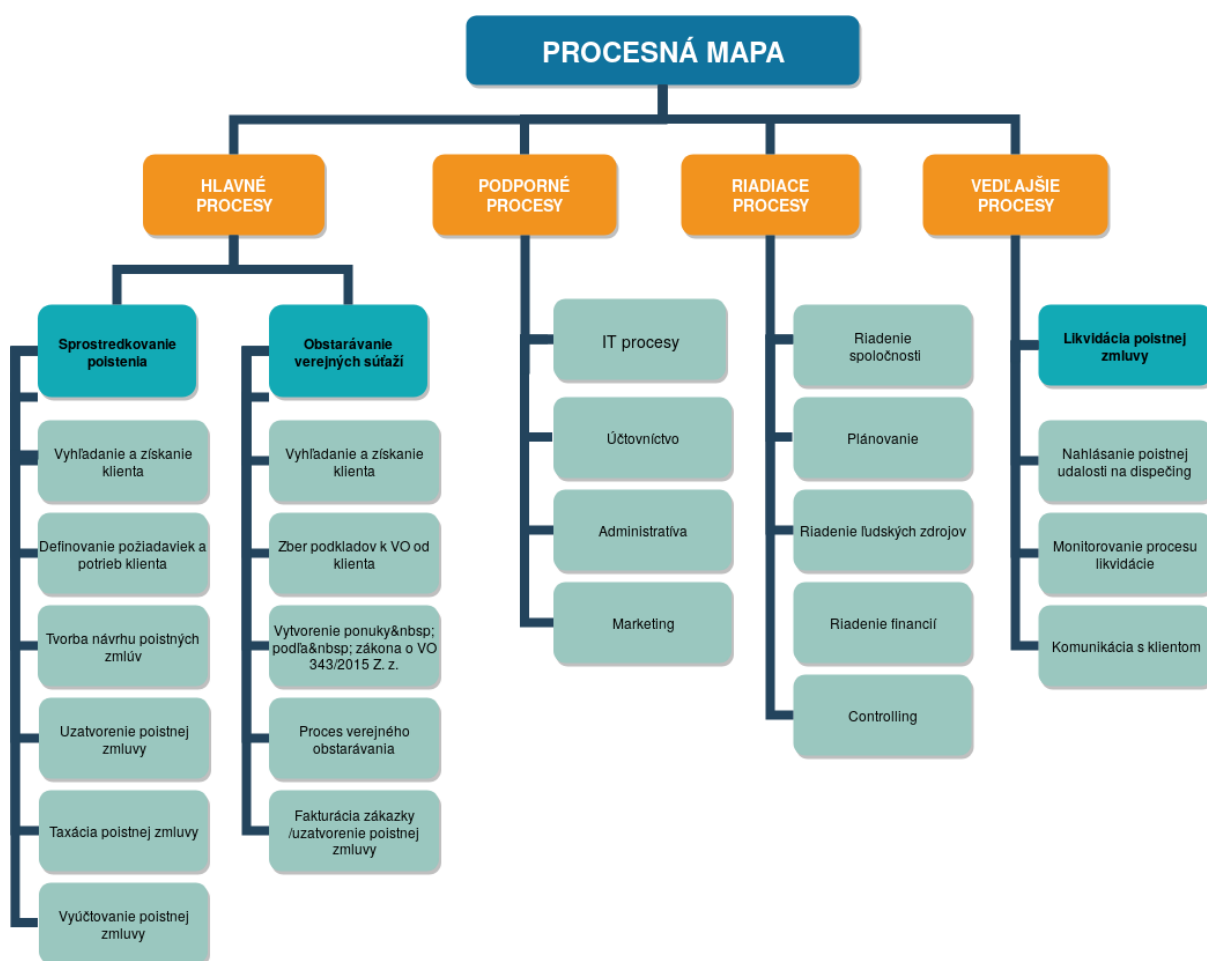 PROCESNÁ MAPA
HLAVNÉ
PROCESY
PODPORNÉ
PROCESY
RIADIACE
PROCESY
VEDĽAJŠIE
PROCESY
Sprostredkovanie
poistenia
Vyhľadanie a získanie
klienta
Definovanie požiadaviek a
potrieb klienta
Tvorba návrhu poistných
zmlúv
Uzatvorenie poistnej
zmluvy
Taxácia poistnej zmluvy
Vyúčtovanie poistnej
zmluvy
Obstarávanie
verejných súťaží
Vyhľadanie a získanie
klienta
Zber podkladov k VO od
klienta
Vytvorenie ponuky&nbsp;
podľa&nbsp; zákona o VO
343/2015 Z. z.
Proces verejného
obstarávania
Fakturácia zákazky
/uzatvorenie poistnej
zmluvy
IT procesy
Účtovníctvo
Administratíva
Marketing
Riadenie
spoločnosti
Plánovanie
Riadenie ľudských zdrojov
Riadenie financií
Controlling
Likvidácia poistnej
zmluvy
Nahlásanie poistnej
udalosti na dispečing
Monitorovanie procesu
likvidácie
Komunikácia s klientom